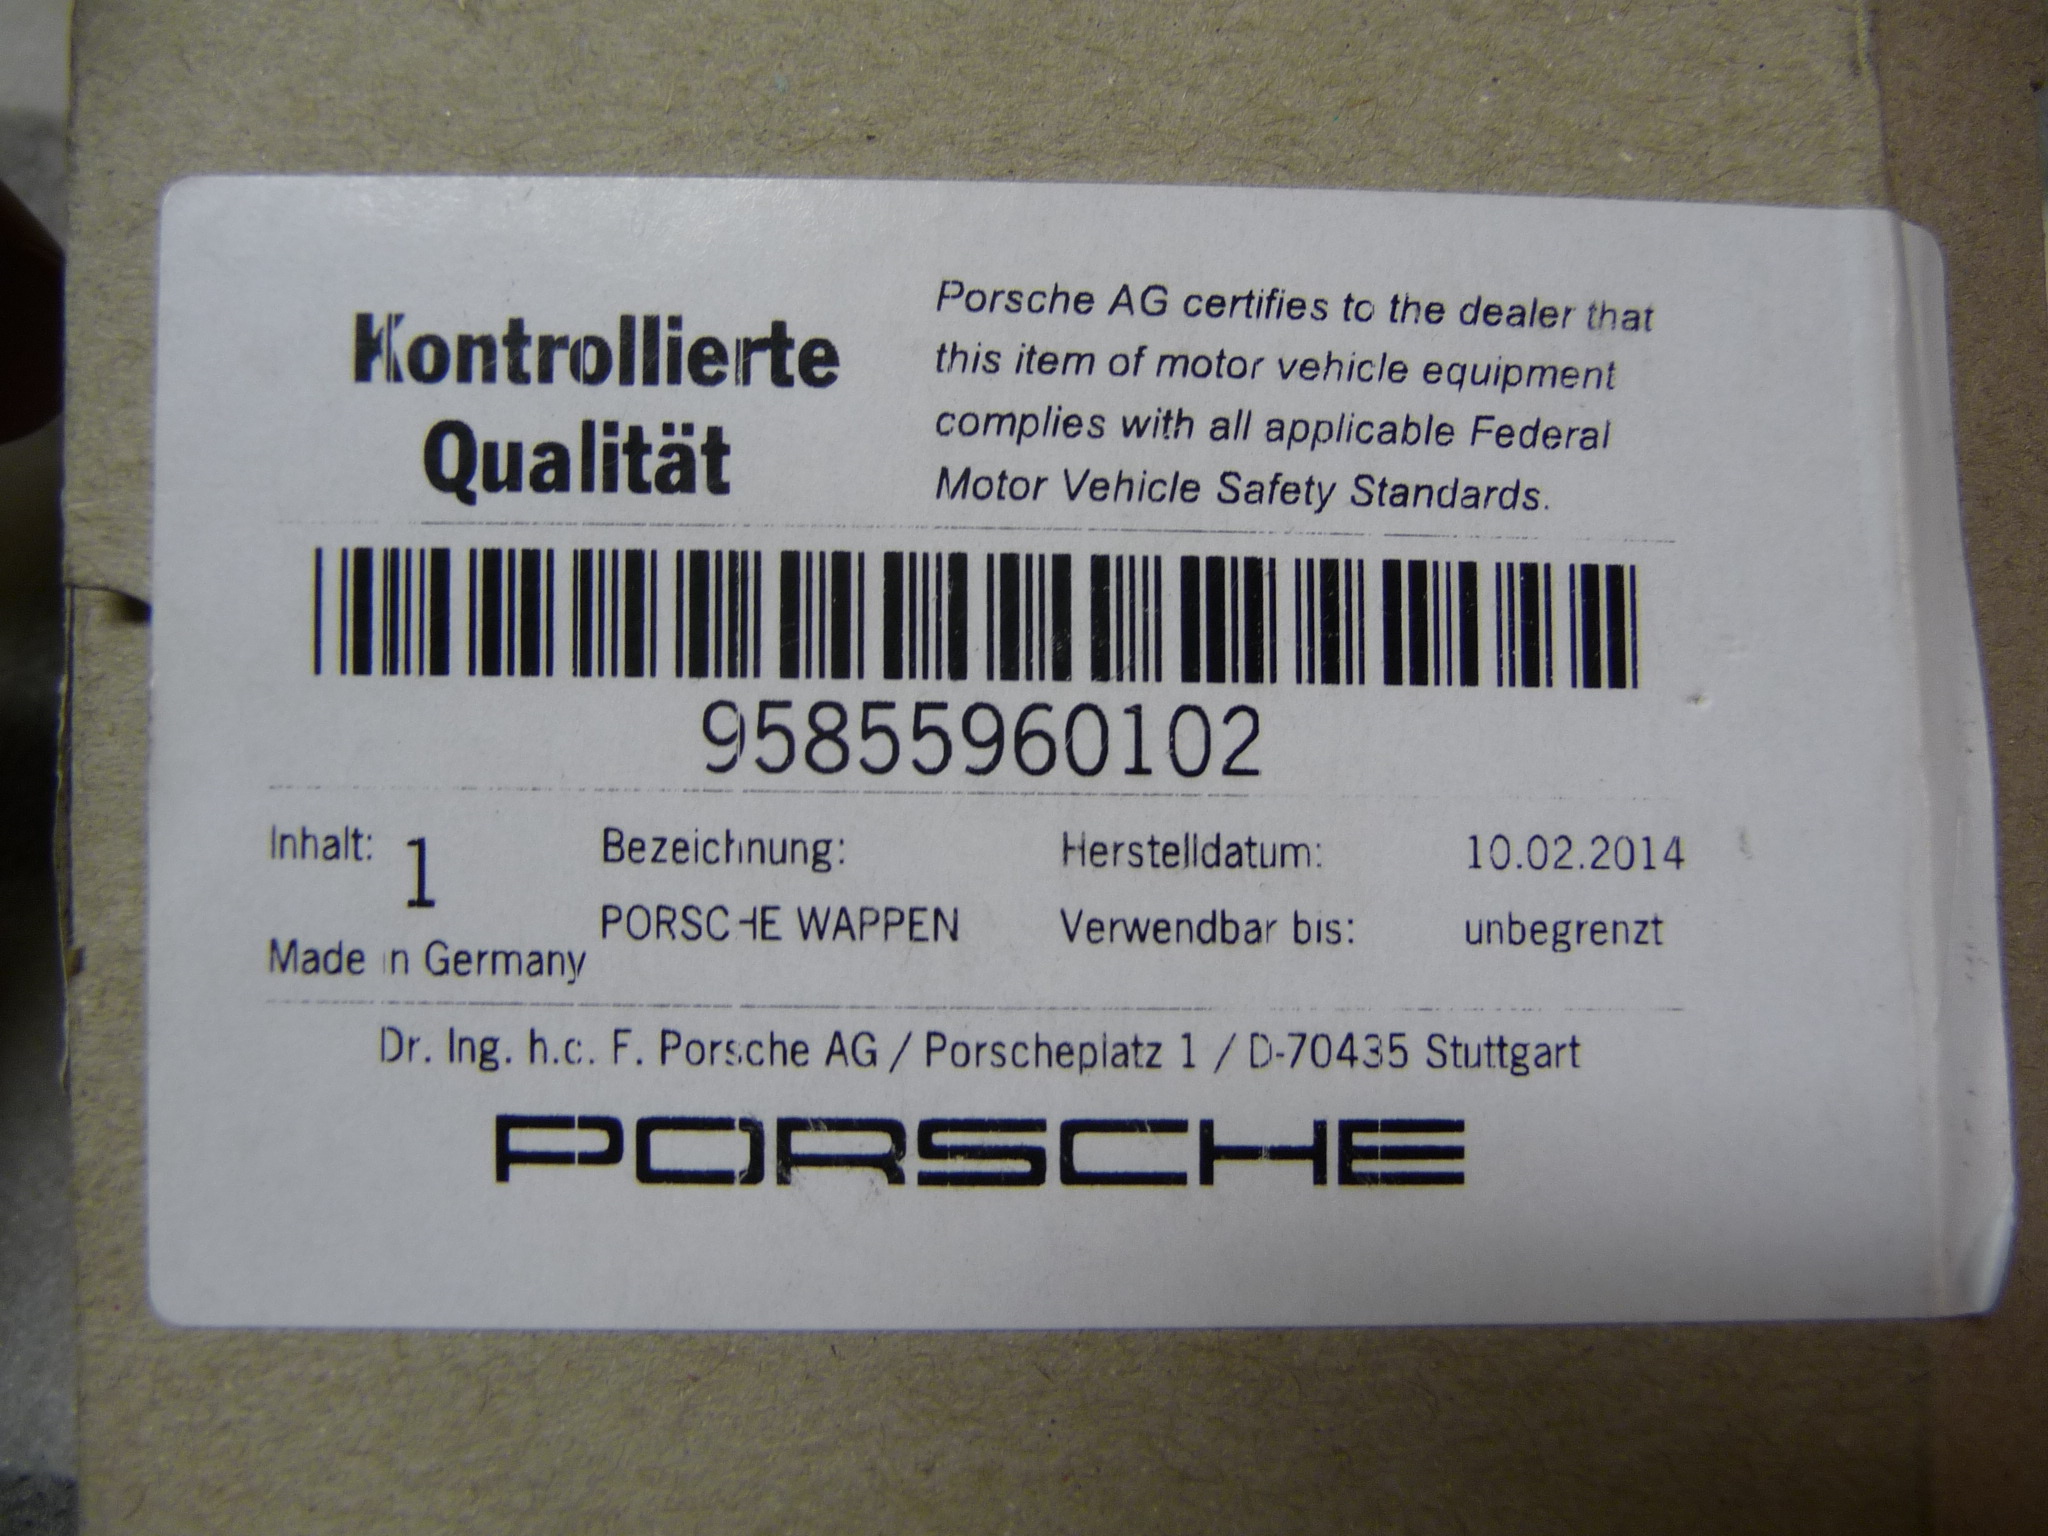 Kontrollierte
Qualität
Porsche AG certifies to the dealer that
this item of motor vehicle equipment
complies with all applicable Federal
Motor Vehicle Safety Standards.
95855960102
Inhalt: 1
Made in Germany
Bezeichnung:
PORSCHE WAPPEN
Herstelldatum: 10.02.2014
Verwendbar bis: unbegrenzt
Dr. Ing. h.c. F. Porsche AG / Porscheplatz 1 / D-70435 Stuttgart
PORSCHE